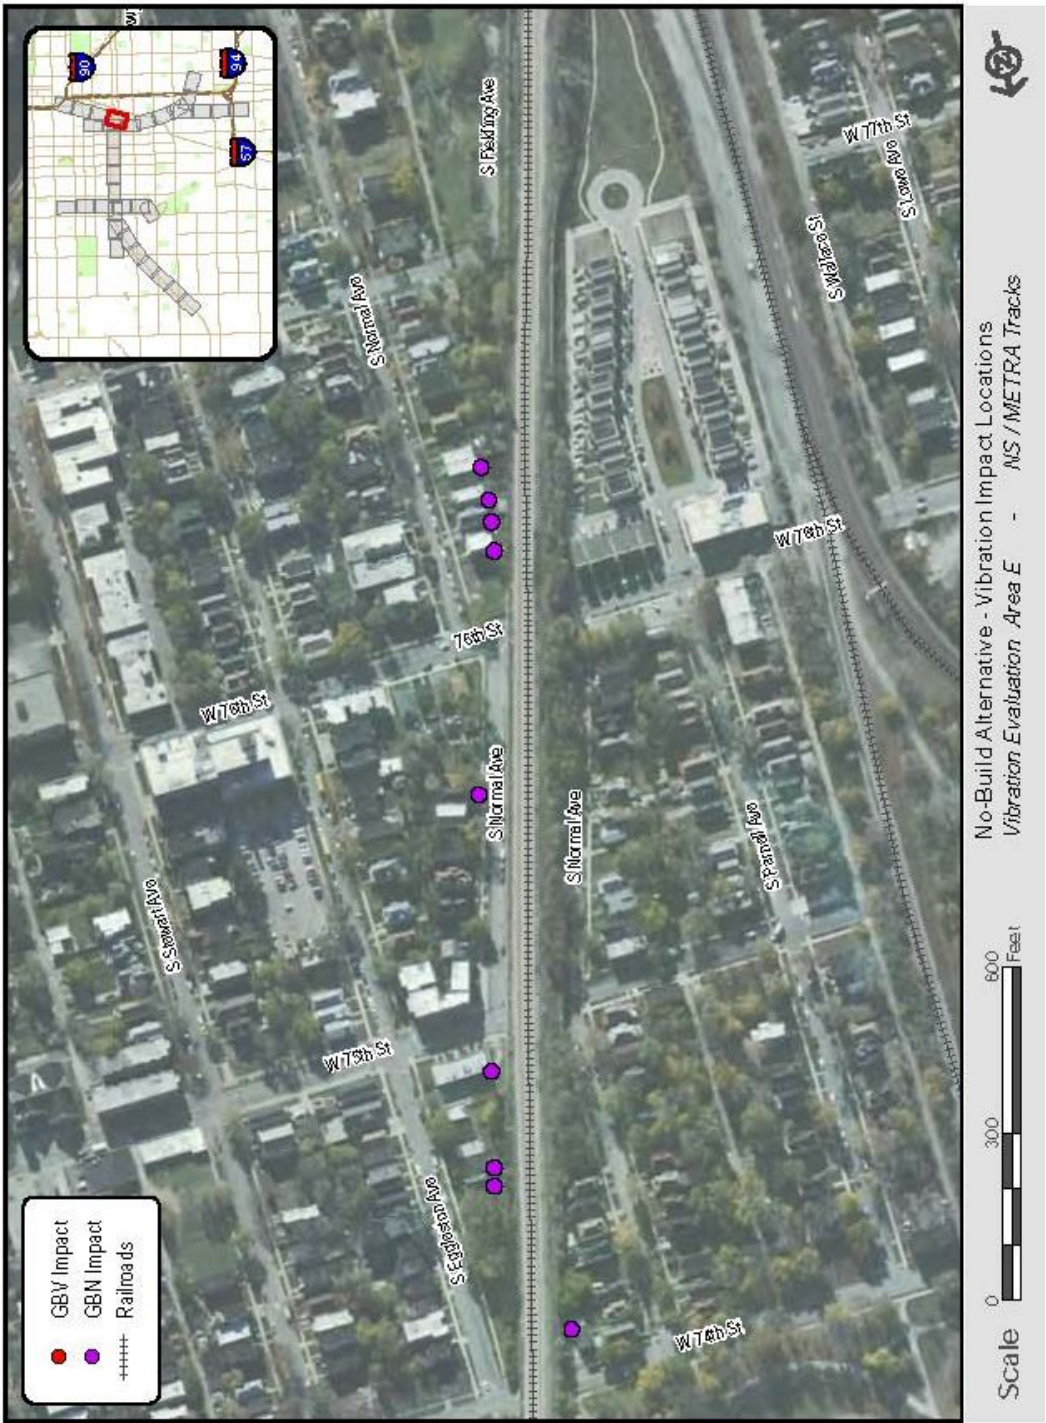 GBV Impact
GBN Impact
Railroads
90
94
57
S Stewart Ave
W 76th St
S Normal Ave
S Fielding Ave
W 75th St
76th St
S Eggleston Ave
S Normal Ave
S Normal Ave
W 74th St
S Parnell Ave
W 76th St
S Wallace St
W 77th St
S Lowe Ave
Scale
0
300
600
Feet
No-Build Alternative - Vibration Impact Locations
Vibration Evaluation Area E - NS / METRA Tracks
N